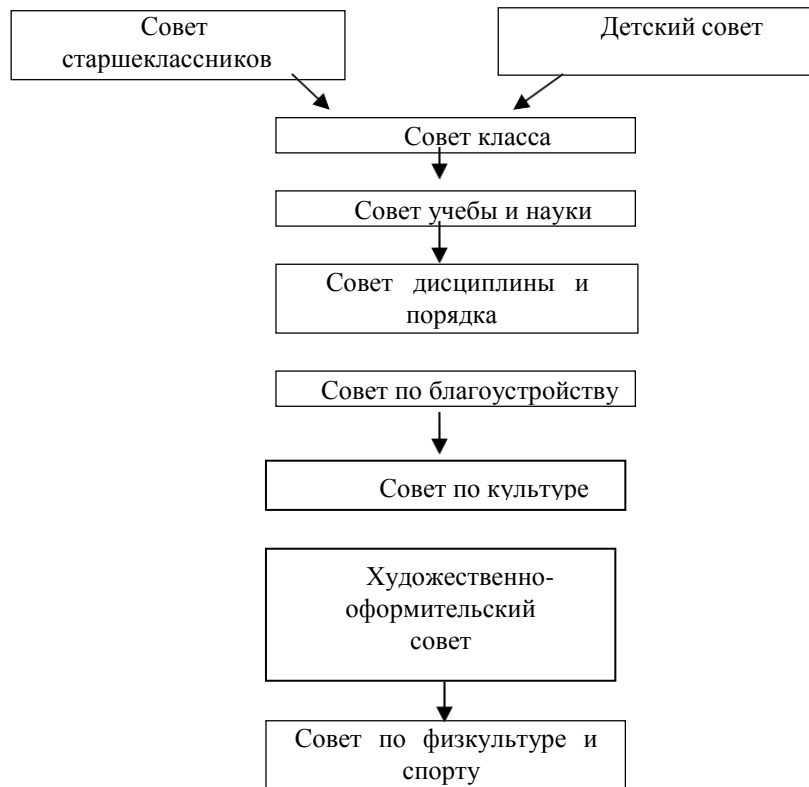 Совет
старшеклассников
Детский совет
Совет класса
Совет учебы и науки
Совет дисциплины и
порядка
Совет по благоустройству
Совет по культуре
Художественно-
оформительский
совет
Совет по физкультуре и
спорту